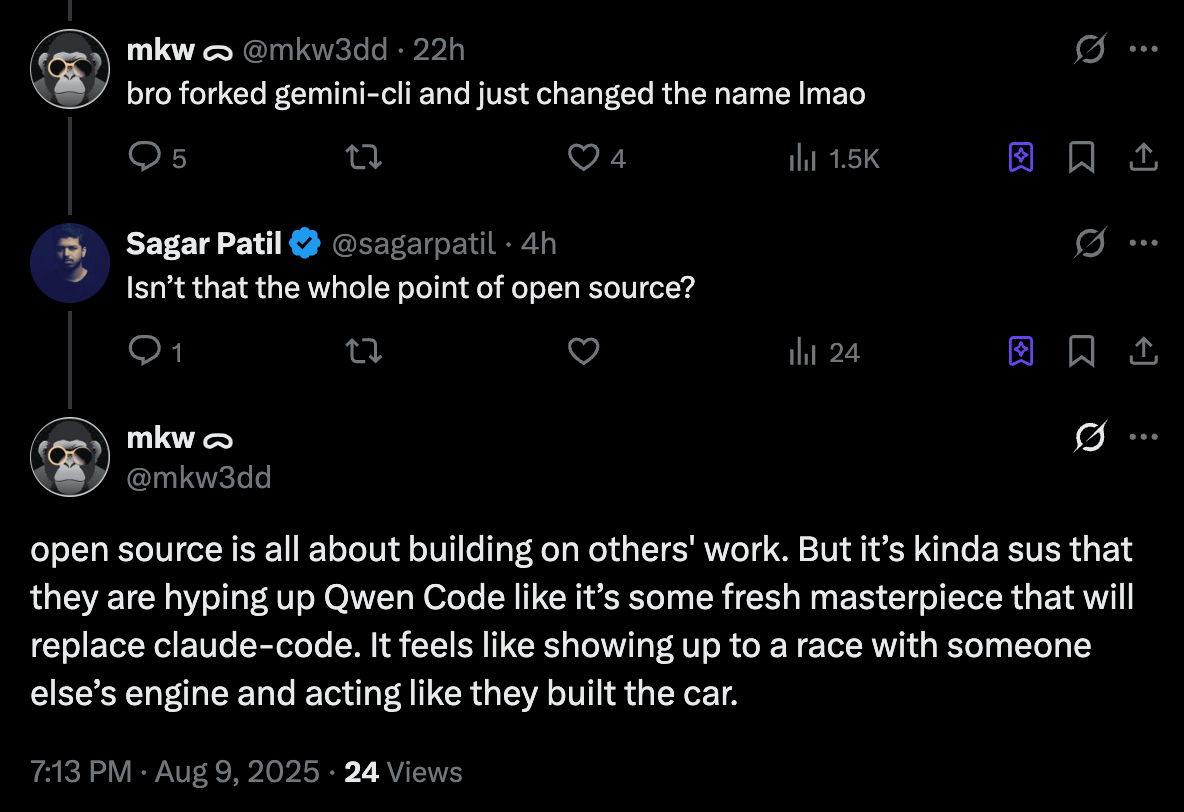 mkw @mkw3dd · 22h
bro forked gemini-cli and just changed the name lmao
5 4 1.5K
Sagar Patil @sagarpatil · 4h
Isn’t that the whole point of open source?
1 24
mkw
@mkw3dd
open source is all about building on others' work. But it’s kinda sus that
they are hyping up Qwen Code like it’s some fresh masterpiece that will
replace claude-code. It feels like showing up to a race with someone
else’s engine and acting like they built the car.
7:13 PM · Aug 9, 2025 · 24 Views